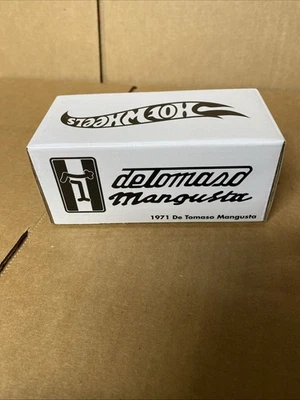 HOT WHEELS
deTomaso
mangusta
1971 De Tomaso Mangusta